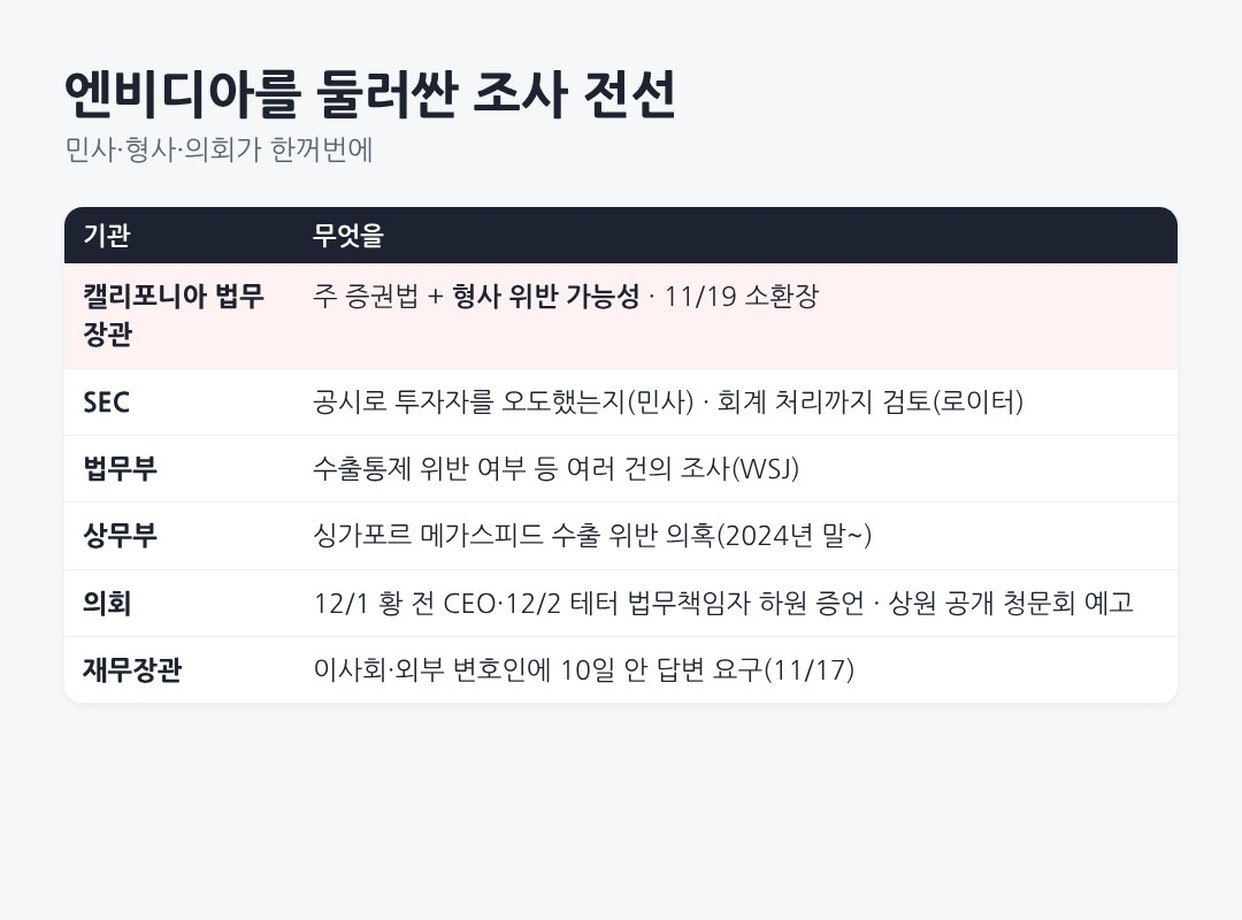 엔비디아를 둘러싼 조사 전선
민사·형사·의회가 한꺼번에
기관 무엇을
캘리포니아 법무 주 증권법 + 형사 위반 가능성 · 11/19 소환장
장관
SEC 공시로 투자자를 오도했는지(민사) · 회계 처리까지 검토(로이터)
법무부 수출통제 위반 여부 등 여러 건의 조사(WSJ)
상무부 싱가포르 메가스피드 수출 위반 의혹(2024년 말~)
의회 12/1 황 전 CEO·12/2 테터 법무책임자 하원 증언 · 상원 공개 청문회 예고
재무장관 이사회·외부 변호인에 10일 안 답변 요구(11/17)